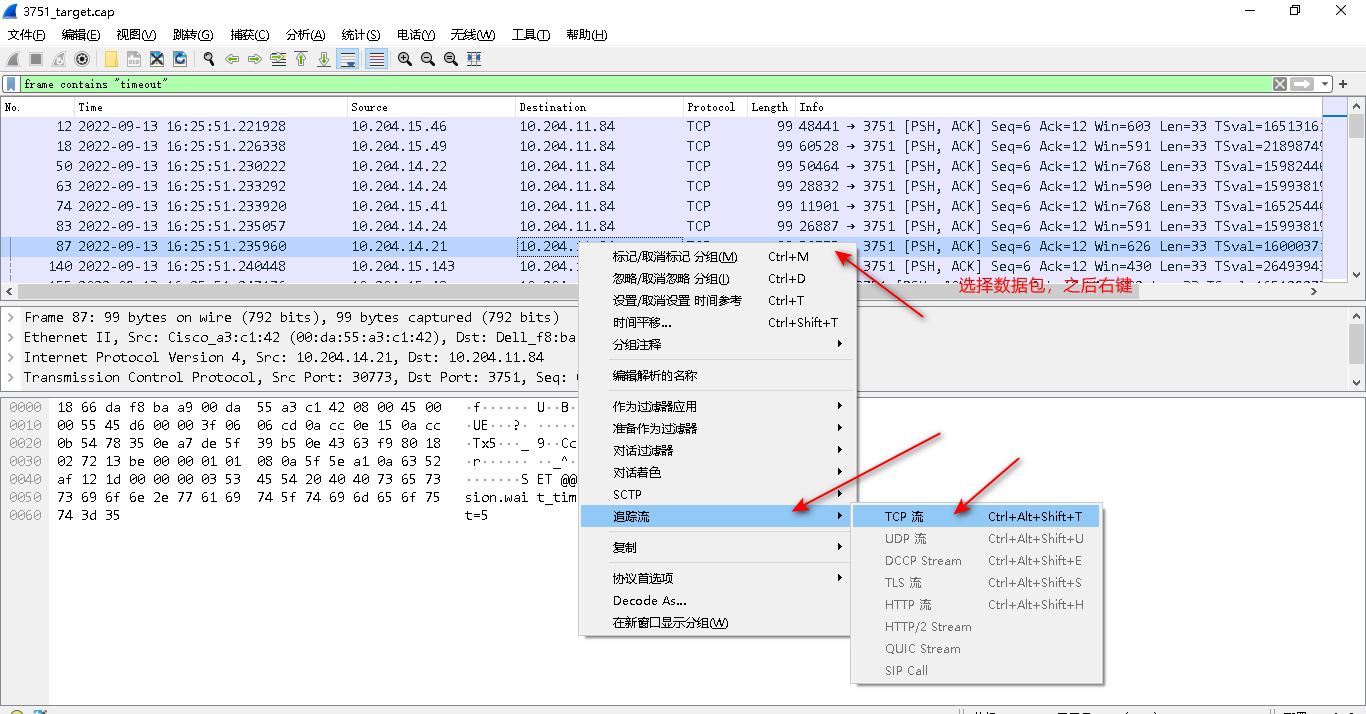 3751_target.cap
文件(F) 编辑(E) 视图(V) 跳转(G) 捕获(C) 分析(A) 统计(S) 电话(Y) 无线(W) 工具(T) 帮助(H)
frame contains "timeout"
No. Time Source Destination Protocol Length Info
12 2022-09-13 16:25:51.221928 10.204.15.46 10.204.11.84 TCP 99 48441 → 3751 [PSH, ACK] Seq=6 Ack=12 Win=603 Len=33 TSval=16513161
18 2022-09-13 16:25:51.226338 10.204.15.49 10.204.11.84 TCP 99 60528 → 3751 [PSH, ACK] Seq=6 Ack=12 Win=591 Len=33 TSval=21898749
50 2022-09-13 16:25:51.230222 10.204.14.22 10.204.11.84 TCP 99 50464 → 3751 [PSH, ACK] Seq=6 Ack=12 Win=768 Len=33 TSval=15982440
63 2022-09-13 16:25:51.233292 10.204.14.24 10.204.11.84 TCP 99 28832 → 3751 [PSH, ACK] Seq=6 Ack=12 Win=590 Len=33 TSval=15993819
74 2022-09-13 16:25:51.233920 10.204.15.41 10.204.11.84 TCP 99 11901 → 3751 [PSH, ACK] Seq=6 Ack=12 Win=768 Len=33 TSval=16525440
83 2022-09-13 16:25:51.235057 10.204.14.23 10.204.11.84 TCP 99 26887 → 3751 [PSH, ACK] Seq=6 Ack=12 Win=591 Len=33 TSval=15993819
87 2022-09-13 16:25:51.235960 10.204.14.21 10.204. 3751 [PSH, ACK] Seq=6 Ack=12 Win=626 Len=33 TSval=16000371
140 2022-09-13 16:25:51.240448 10.204.15.143 10.204. 3751 [PSH, ACK] Seq=6 Ack=12 Win=430 Len=33 TSval=26493943
选择数据包，之后右键
Frame 87: 99 bytes on wire (792 bits), 99 bytes captured (792 bits)
Ethernet II, Src: Cisco_a3:c1:42 (00:da:55:a3:c1:42), Dst: Dell_f8:ba
Internet Protocol Version 4, Src: 10.204.14.21, Dst: 10.204.11.84
Transmission Control Protocol, Src Port: 30773, Dst Port: 3751, Seq:
0000 18 66 da f8 ba a9 00 da 55 a3 c1 42 08 00 45 00 ·f······ U··B·
0010 00 55 45 d6 00 00 3f 06 06 cd 0a cc 0e 15 0a cc ·UE···?·
0020 0b 54 78 35 0e a7 de 5f 39 b5 0e 43 63 f9 80 18 ·Tx5···_ 9··Cc
0030 02 72 13 be 00 00 01 01 08 0a 5f 5e a1 0a 63 52 ·r······ ··_^·
0040 af 12 1d 00 00 00 03 53 45 54 20 40 40 73 65 73 ·······S ET @@
0050 73 69 6f 6e 2e 77 61 69 74 5f 74 69 6d 65 6f 75 sion.wai t_tim
0060 74 3d 35 t=5
标记/取消标记 分组(M) Ctrl+M
忽略/取消忽略 分组(I) Ctrl+D
设置/取消设置 时间参考 Ctrl+T
时间平移... Ctrl+Shift+T
分组注释
编辑解析的名称
作为过滤器应用
准备作为过滤器
对话过滤器
对话着色
SCTP
追踪流
复制
协议首选项
Decode As...
在新窗口显示分组(W)
TCP 流 Ctrl+Alt+Shift+T
UDP 流 Ctrl+Alt+Shift+U
DCCP Stream Ctrl+Alt+Shift+E
TLS 流 Ctrl+Alt+Shift+S
HTTP 流 Ctrl+Alt+Shift+H
HTTP/2 Stream
QUIC Stream
SIP Call